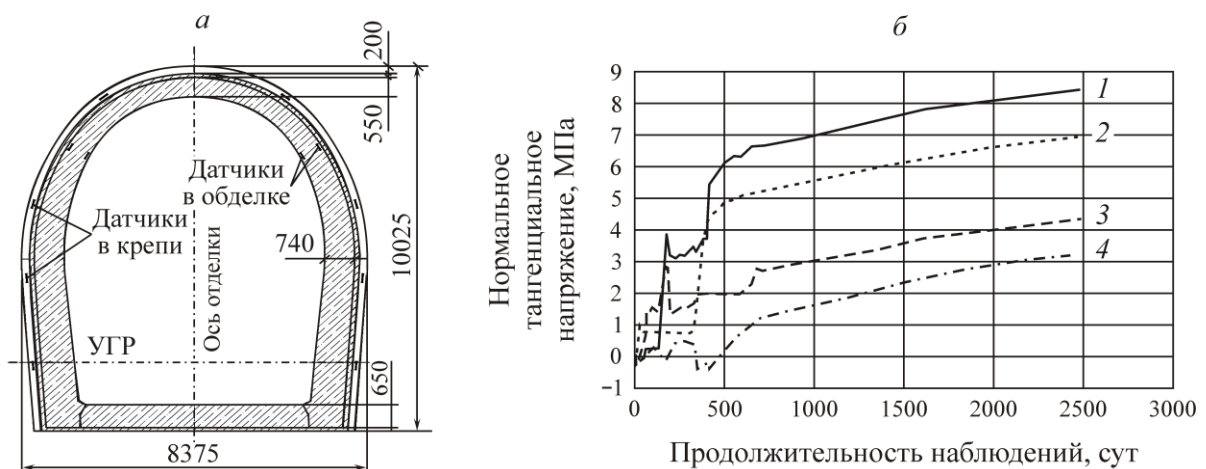 а
200
550
Датчики
в обделке
Датчики
в крепи
740
10025
Ось отделки
УГР
650
8375
б
Нормальное
тангенциальное
напряжение, МПа
9
8
7
6
5
4
3
2
1
0
–1
1
2
3
4
0
500
1000
1500
2000
2500
3000
Продолжительность наблюдений, сут